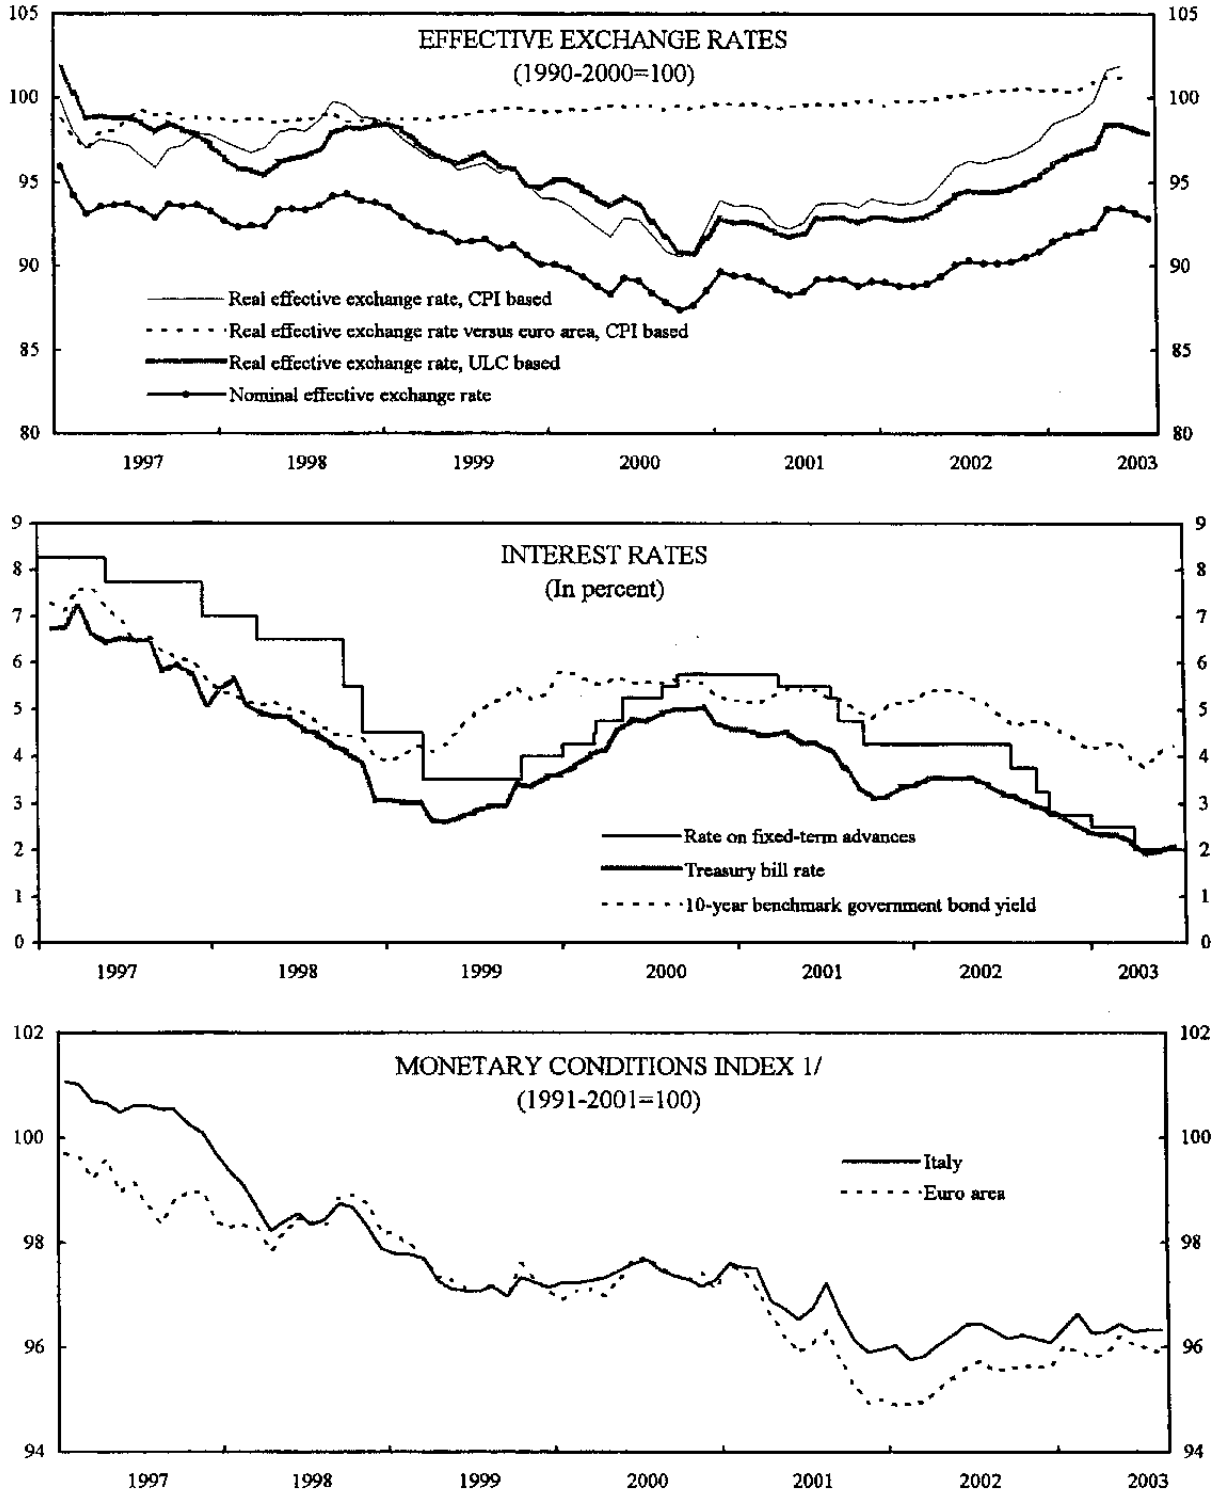 EFFECTIVE EXCHANGE RATES
(1990-2000=100)
105 105
100 100
95 95
90 90
85 85
80 80
Real effective exchange rate, CPI based
Real effective exchange rate versus euro area, CPI based
Real effective exchange rate, ULC based
Nominal effective exchange rate
1997 1998 1999 2000 2001 2002 2003
INTEREST RATES
(In percent)
9 9
8 8
7 7
6 6
5 5
4 4
3 3
2 2
1 1
0 0
Rate on fixed-term advances
Treasury bill rate
10-year benchmark government bond yield
1997 1998 1999 2000 2001 2002 2003
MONETARY CONDITIONS INDEX 1/
(1991-2001=100)
102 102
100 100
98 98
96 96
94 94
Italy
Euro area
1997 1998 1999 2000 2001 2002 2003